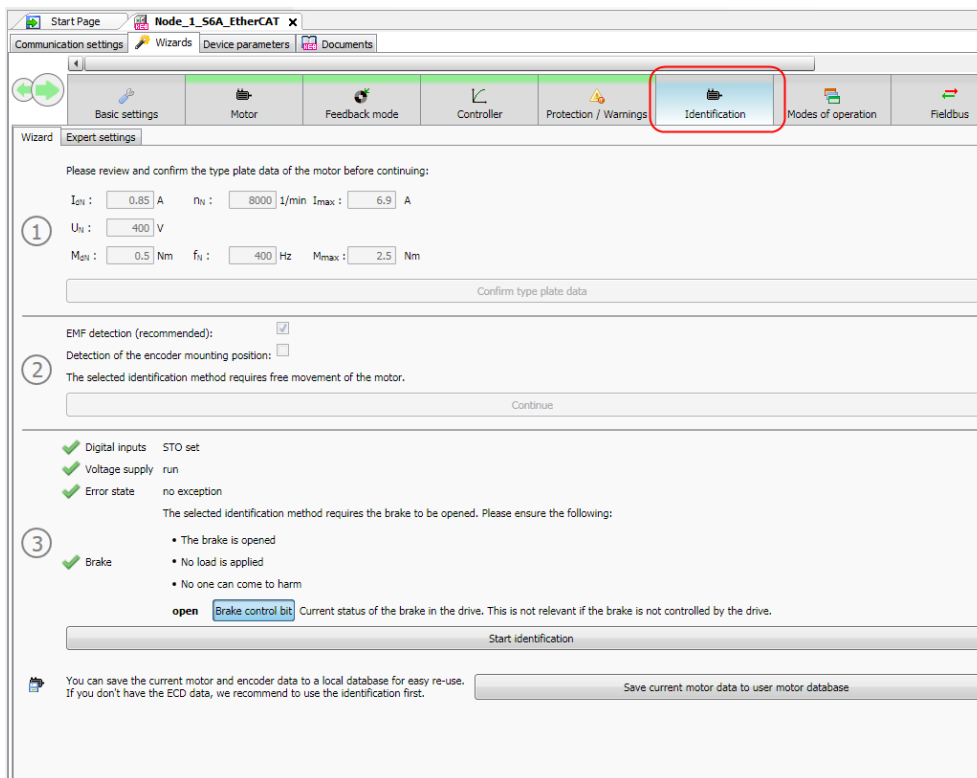 Start Page
Node_1_S6A_EtherCAT x
Communication settings Wizards Device parameters Documents
Basic settings Motor Feedback mode Controller Protection / Warnings Identification Modes of operation Fieldbus
Wizard Expert settings
Please review and confirm the type plate data of the motor before continuing:
IdN : 0.85 A nN : 8000 1/min Imax : 6.9 A
1
UN : 400 V
MdN : 0.5 Nm fN : 400 Hz Mmax : 2.5 Nm
Confirm type plate data
EMF detection (recommended):
Detection of the encoder mounting position:
2
The selected identification method requires free movement of the motor.
Continue
Digital inputs STO set
Voltage supply run
Error state no exception
The selected identification method requires the brake to be opened. Please ensure the following:
3
• The brake is opened
Brake • No load is applied
• No one can come to harm
open Brake control bit Current status of the brake in the drive. This is not relevant if the brake is not controlled by the drive.
Start identification
You can save the current motor and encoder data to a local database for easy re-use.
If you don't have the ECD data, we recommend to use the identification first.
Save current motor data to user motor database